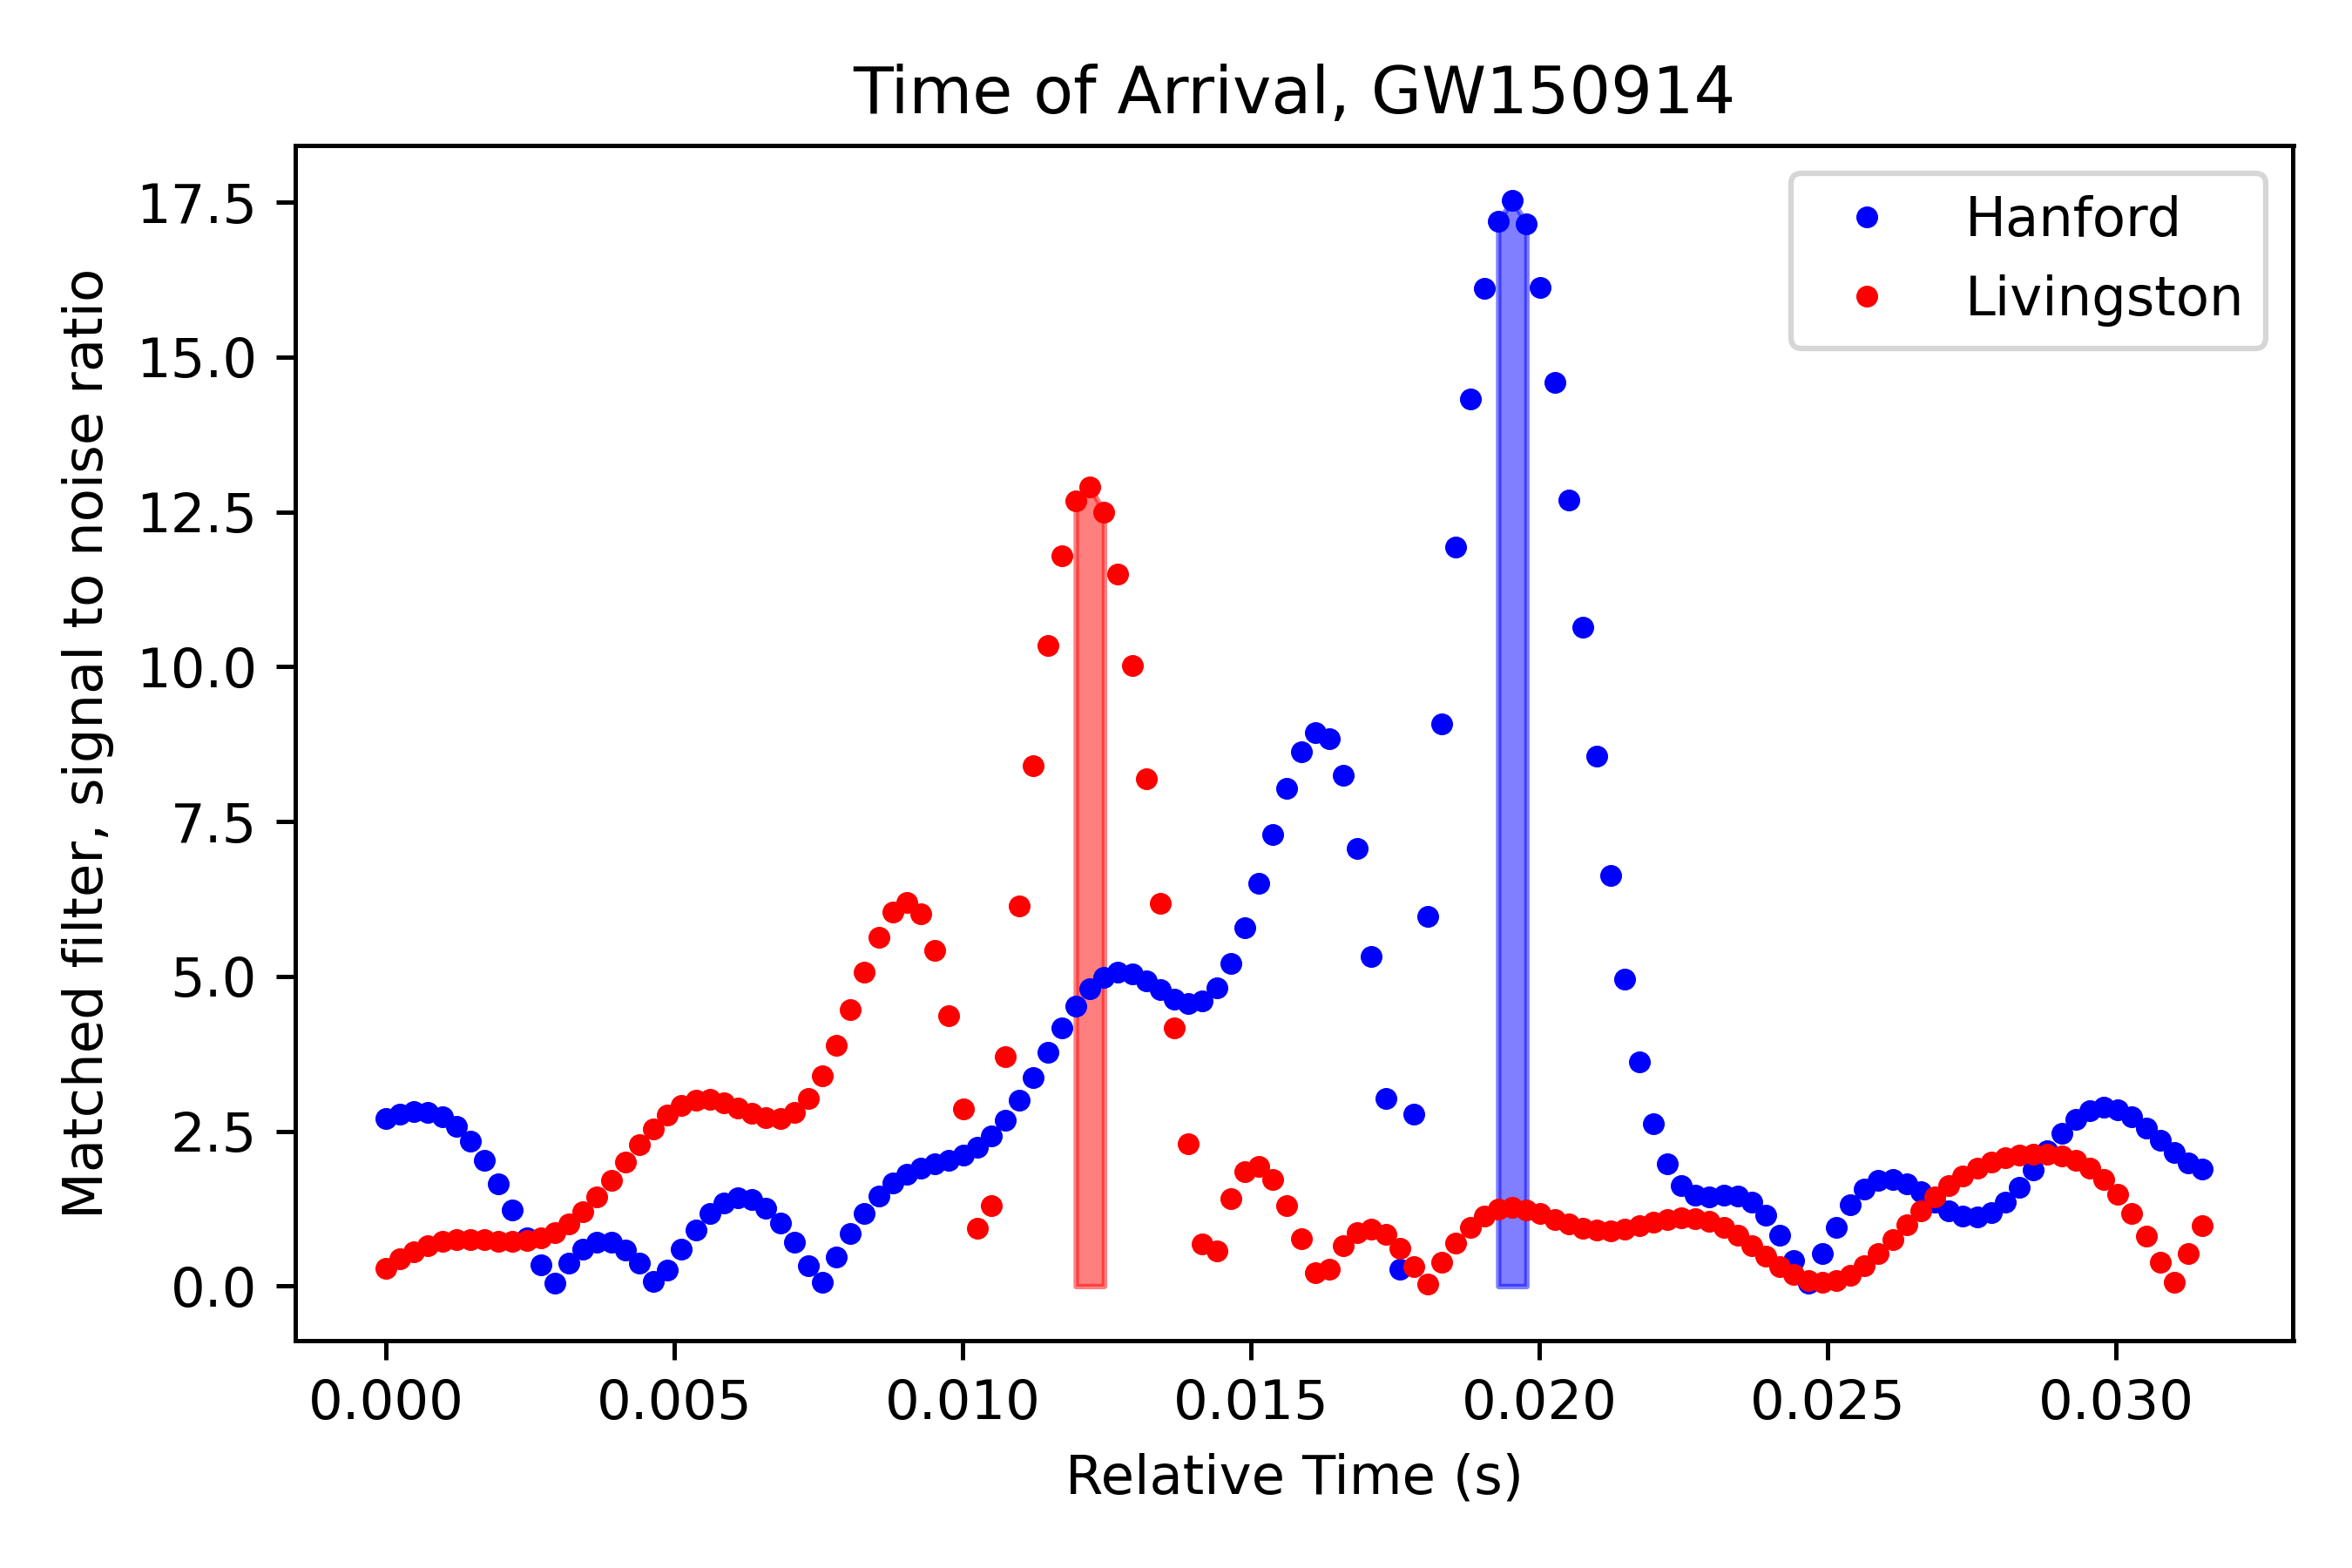 Time of Arrival, GW150914
Matched filter, signal to noise ratio
17.5
15.0
12.5
10.0
7.5
5.0
2.5
0.0
Hanford
Livingston
0.000 0.005 0.010 0.015 0.020 0.025 0.030
Relative Time (s)